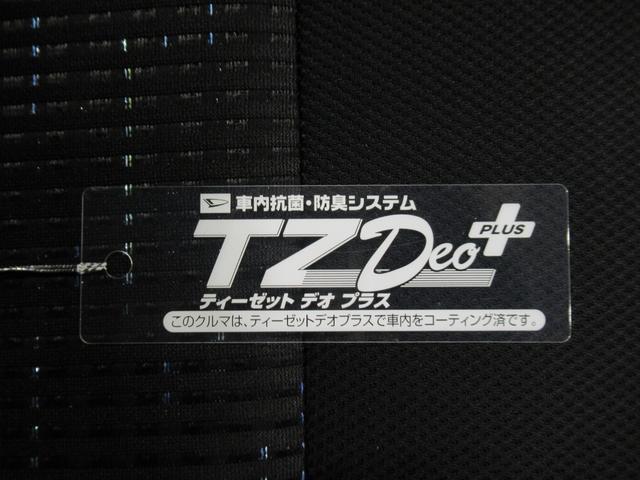 車内抗菌・防臭システム
TZ Deo PLUS
ティーゼット デオ プラス
このクルマは、ティーゼットデオプラスで車内をコーティング済です。